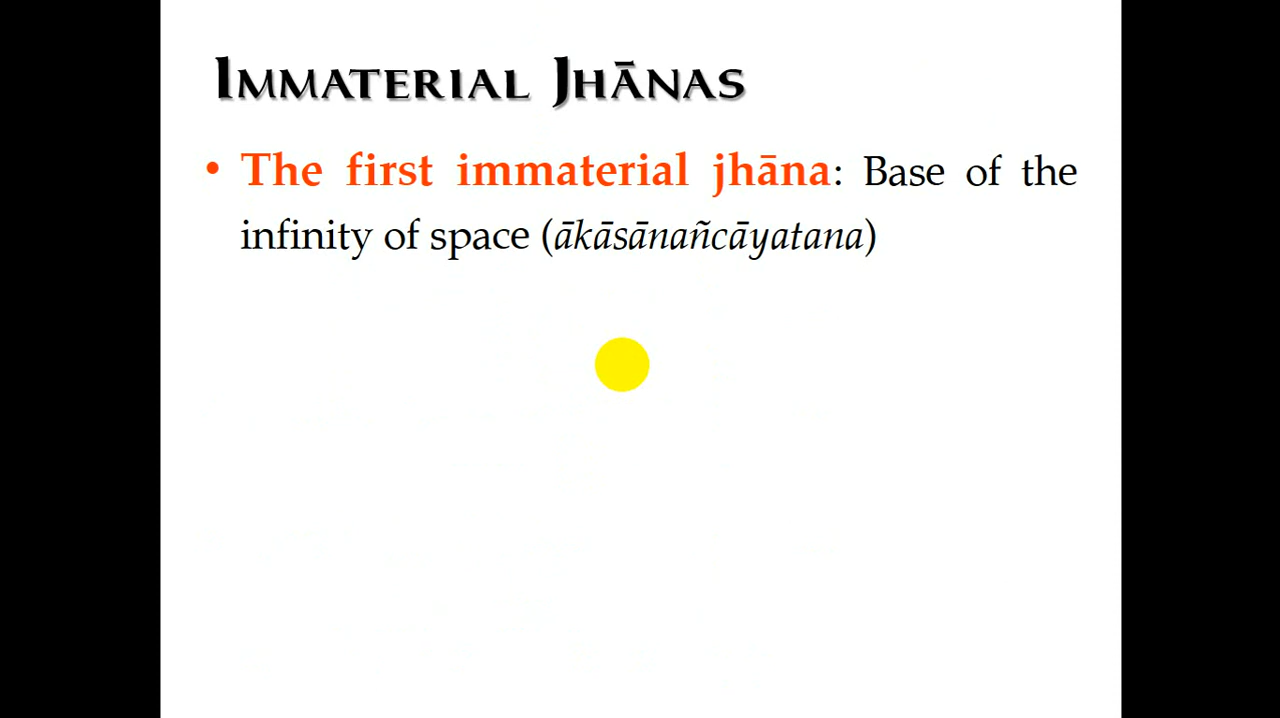 Immaterial Jhānas
• The first immaterial jhāna: Base of the
infinity of space (ākāsānañcāyatana)